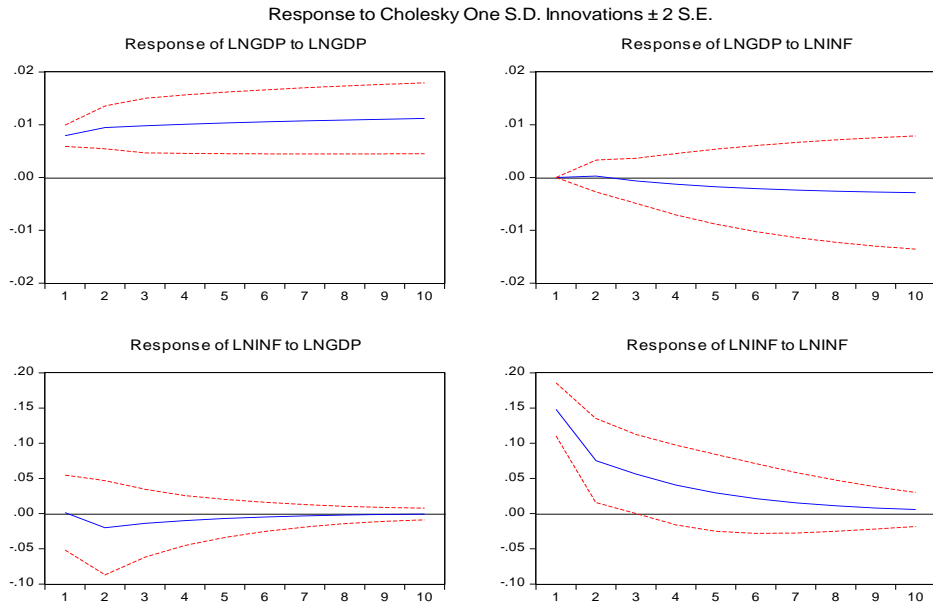 Response to Cholesky One S.D. Innovations ± 2 S.E.
Response of LNGDP to LNGDP
.02
.01
.00
-.01
-.02
1 2 3 4 5 6 7 8 9 10
Response of LNGDP to LNINF
.02
.01
.00
-.01
-.02
1 2 3 4 5 6 7 8 9 10
Response of LNINF to LNGDP
.20
.15
.10
.05
.00
-.05
-.10
1 2 3 4 5 6 7 8 9 10
Response of LNINF to LNINF
.20
.15
.10
.05
.00
-.05
-.10
1 2 3 4 5 6 7 8 9 10